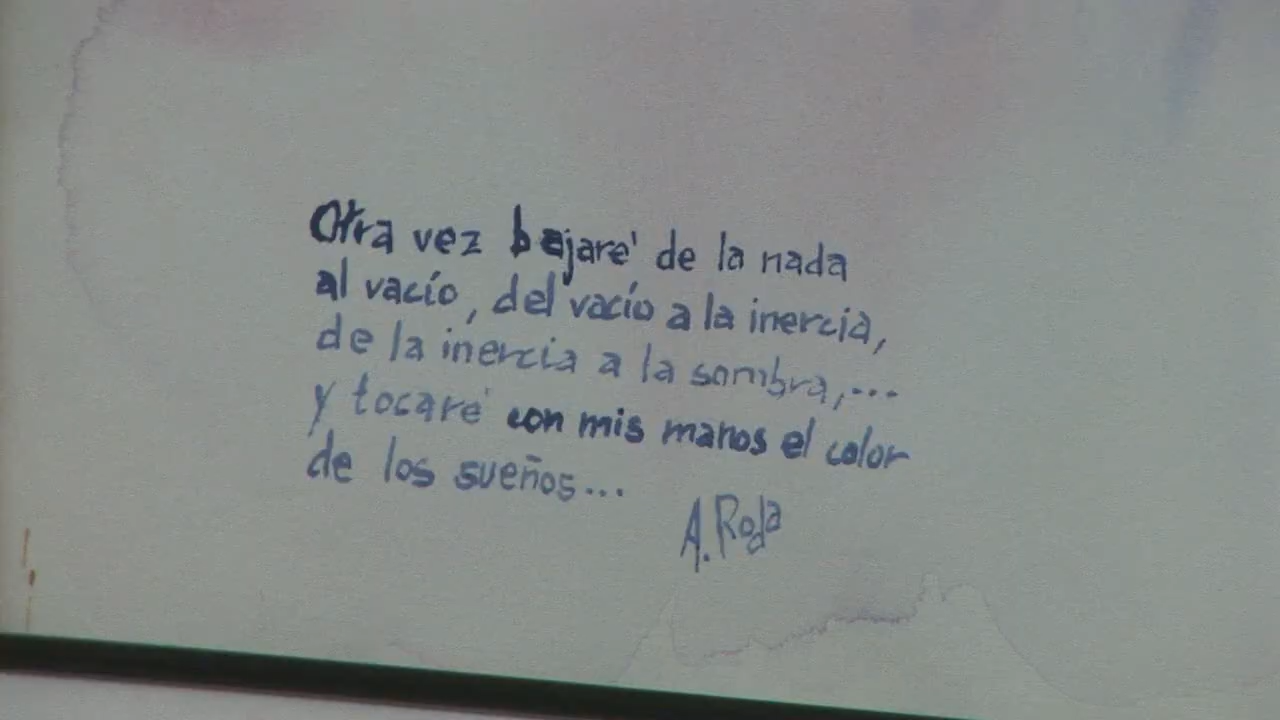 Otra vez bajaré de la nada
al vacío, del vacío a la inercia,
de la inercia a la sombra,...
y tocaré con mis manos el color
de los sueños...
A. Roda